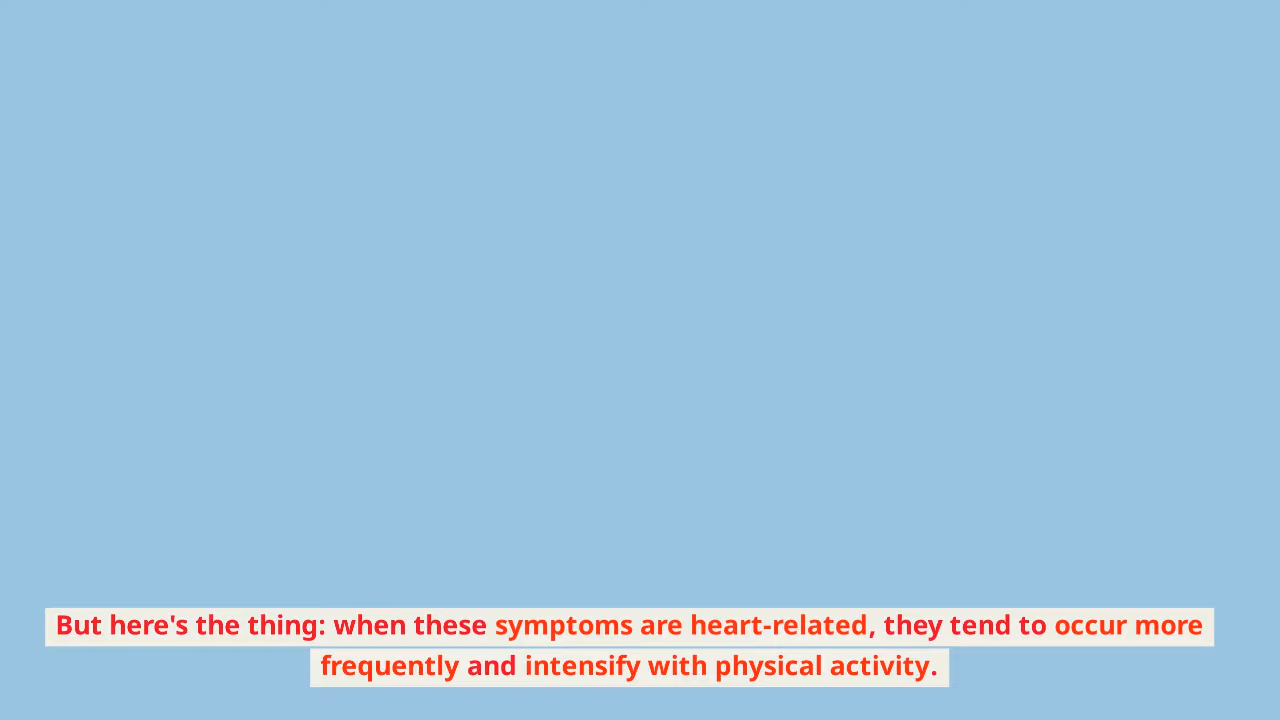 But here's the thing: when these symptoms are heart-related, they tend to occur more
frequently and intensify with physical activity.